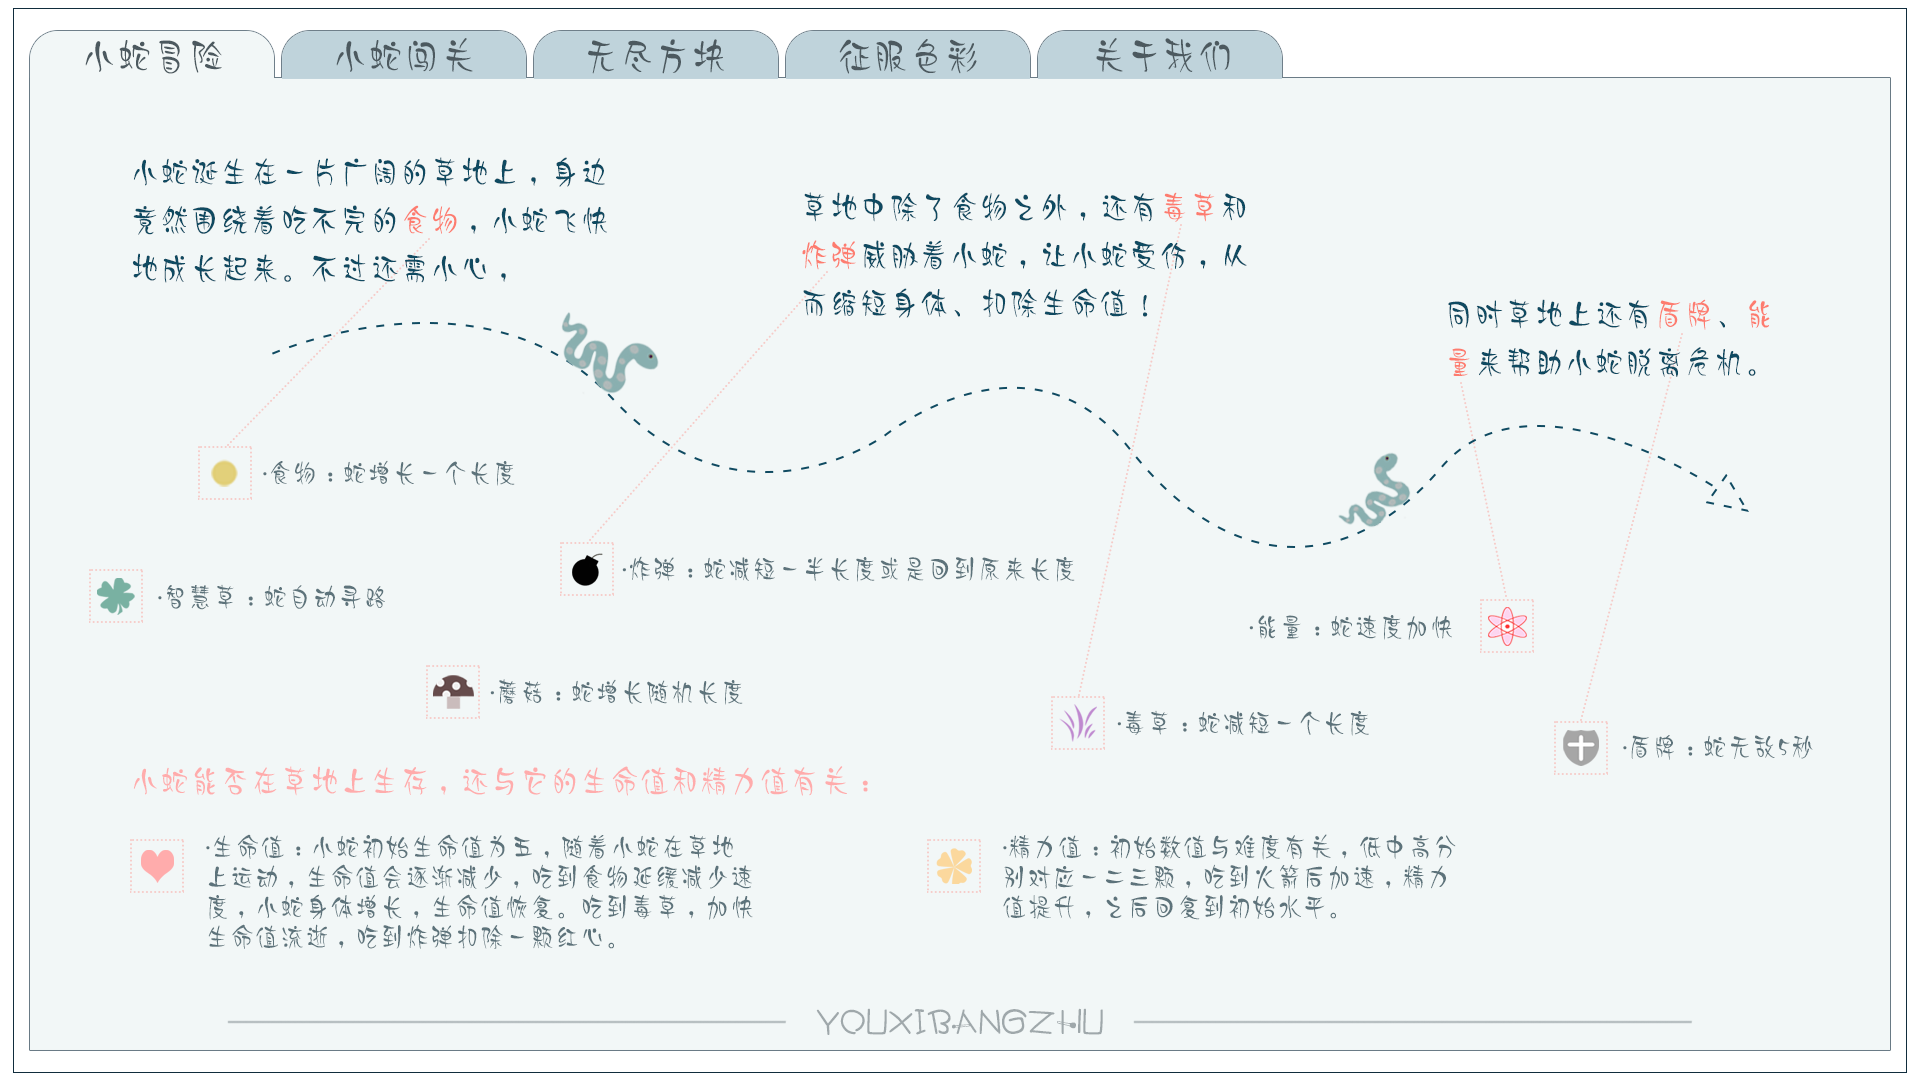 小蛇冒险
小蛇闯关
无尽方块
征服色彩
关于我们
小蛇诞生在一片广阔的草地上，身边
竟然围绕着吃不完的食物，小蛇飞快
地成长起来。不过还需小心，
草地中除了食物之外，还有毒草和
炸弹威胁着小蛇，让小蛇受伤，从
而缩短身体、扣除生命值！
同时草地上还有盾牌、能
量来帮助小蛇脱离危机。
·食物：蛇增长一个长度
·炸弹：蛇减短一半长度或是回到原来长度
·智慧草：蛇自动寻路
·能量：蛇速度加快
·蘑菇：蛇增长随机长度
·毒草：蛇减短一个长度
·盾牌：蛇无敌5秒
小蛇能否在草地上生存，还与它的生命值和精力值有关：
·生命值：小蛇初始生命值为五，随着小蛇在草地
上运动，生命值会逐渐减少，吃到食物延缓减少速
度，小蛇身体增长，生命值恢复。吃到毒草，加快
生命值流逝，吃到炸弹扣除一颗红心。
·精力值：初始数值与难度有关，低中高分
别对应一二三颗，吃到火箭后加速，精力
值提升，之后回复到初始水平。
YOUXIBANGZHU